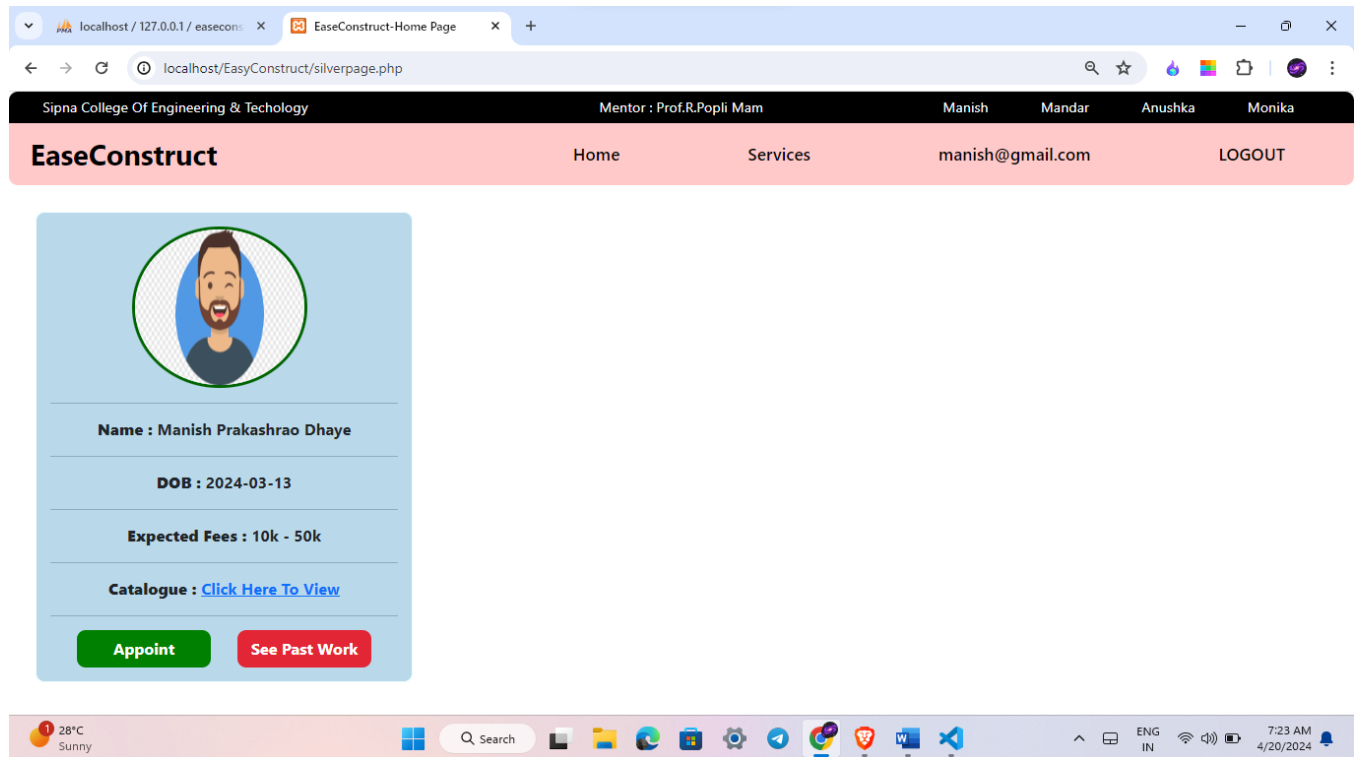 localhost / 127.0.0.1 / easecons
EaseConstruct-Home Page
localhost/EasyConstruct/silverpage.php
Sipna College Of Engineering & Techology Mentor : Prof.R.Popli Mam Manish Mandar Anushka Monika
EaseConstruct Home Services manish@gmail.com LOGOUT
Name : Manish Prakashrao Dhaye
DOB : 2024-03-13
Expected Fees : 10k - 50k
Catalogue : Click Here To View
Appoint See Past Work
1
28°C
Sunny
Search
ENG
IN
7:23 AM
4/20/2024